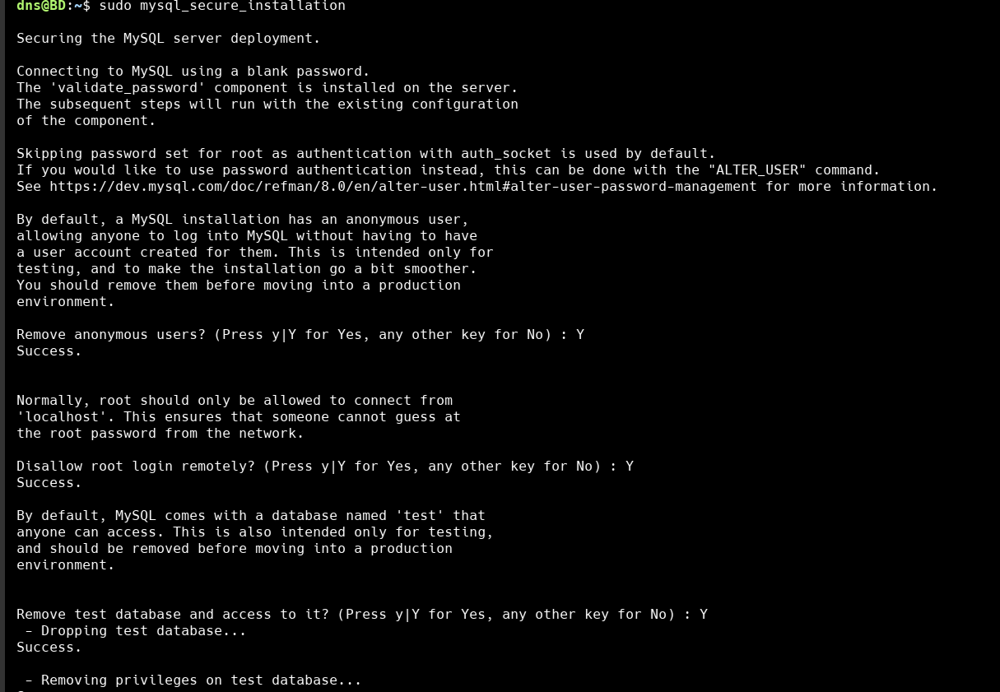 dns@BD:~$ sudo mysql_secure_installation
Securing the MySQL server deployment.
Connecting to MySQL using a blank password.
The 'validate_password' component is installed on the server.
The subsequent steps will run with the existing configuration
of the component.
Skipping password set for root as authentication with auth_socket is used by default.
If you would like to use password authentication instead, this can be done with the "ALTER_USER" command.
See https://dev.mysql.com/doc/refman/8.0/en/alter-user.html#alter-user-password-management for more information.
By default, a MySQL installation has an anonymous user,
allowing anyone to log into MySQL without having to have
a user account created for them. This is intended only for
testing, and to make the installation go a bit smoother.
You should remove them before moving into a production
environment.
Remove anonymous users? (Press y|Y for Yes, any other key for No) : Y
Success.
Normally, root should only be allowed to connect from
'localhost'. This ensures that someone cannot guess at
the root password from the network.
Disallow root login remotely? (Press y|Y for Yes, any other key for No) : Y
Success.
By default, MySQL comes with a database named 'test' that
anyone can access. This is also intended only for testing,
and should be removed before moving into a production
environment.
Remove test database and access to it? (Press y|Y for Yes, any other key for No) : Y
 - Dropping test database...
Success.
 - Removing privileges on test database...